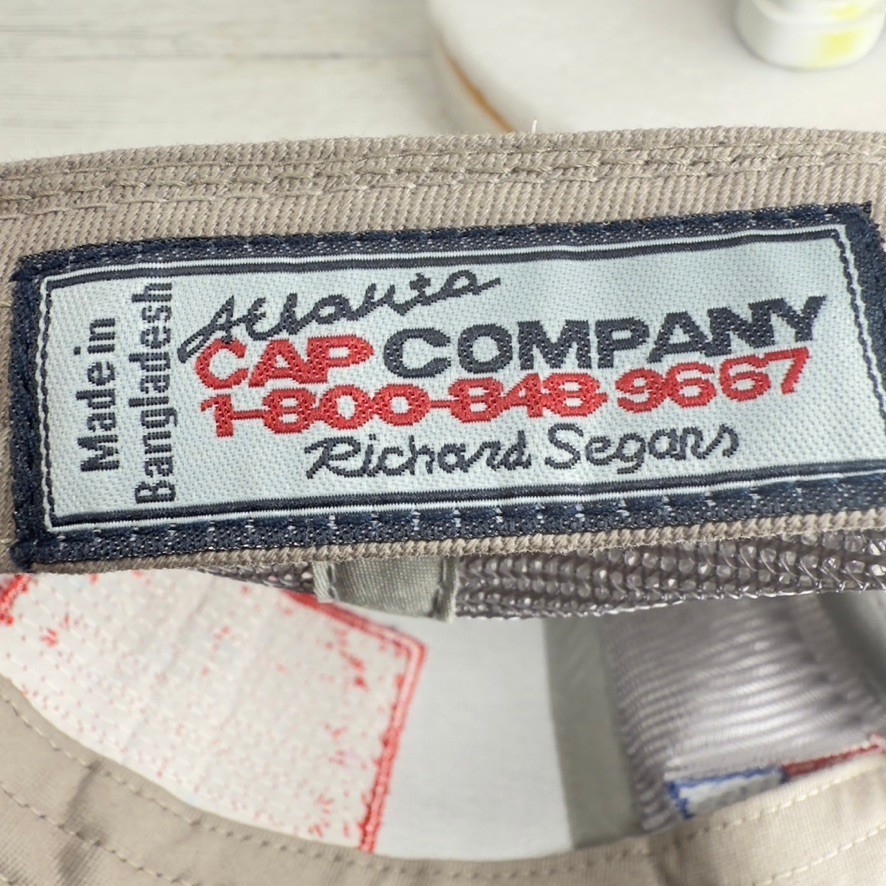 Made in
Bangladesh
Atlanta
CAP COMPANY
1-800-848-9667
Richard Segars